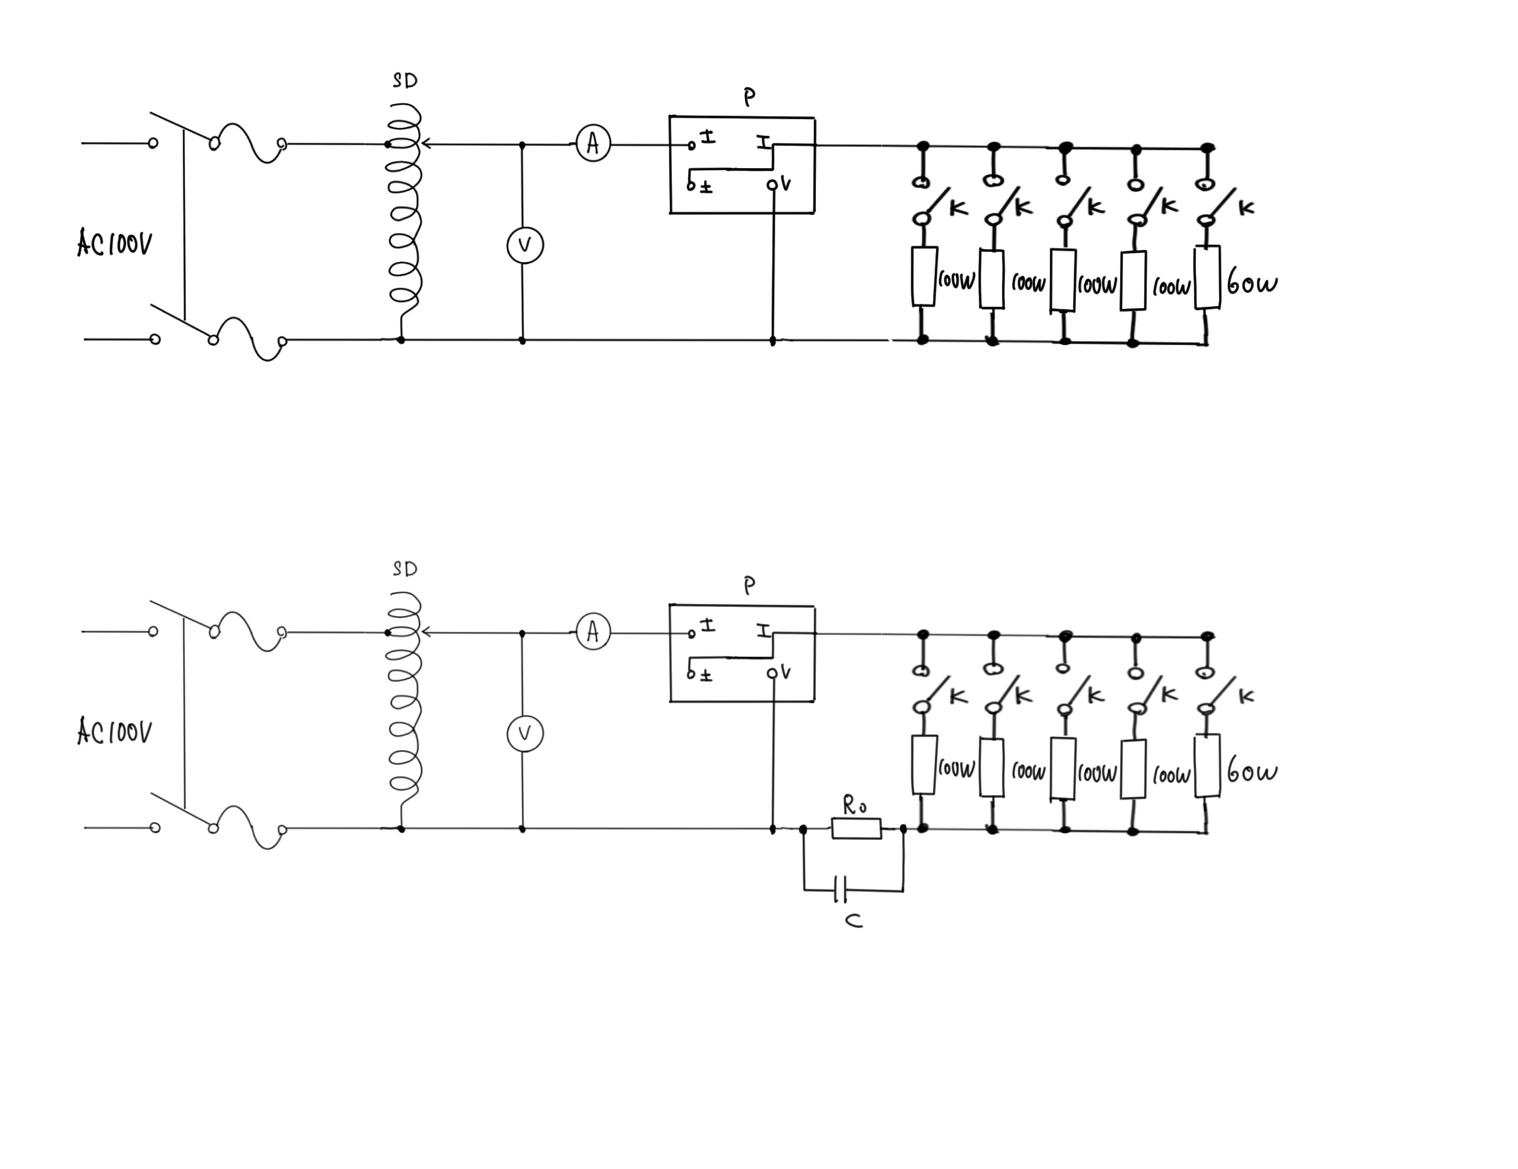 SD
P
A
I I
± V
K K K K K
AC100V
V
100W 100W 100W 100W 60W
SD
P
A
I I
± V
K K K K K
AC100V
V
100W 100W 100W 100W 60W
R0
C